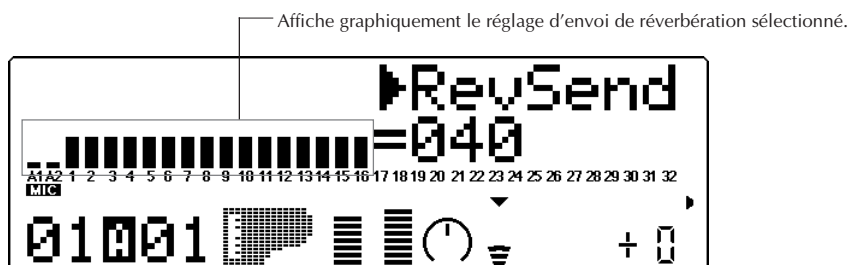 Affiche graphiquement le réglage d'envoi de réverbération sélectionné.
RevSend
=040
A1 A2 1 2 3 4 5 6 7 8 9 10 11 12 13 14 15 16 17 18 19 20 21 22 23 24 25 26 27 28 29 30 31 32
MIC
01A01 + 0